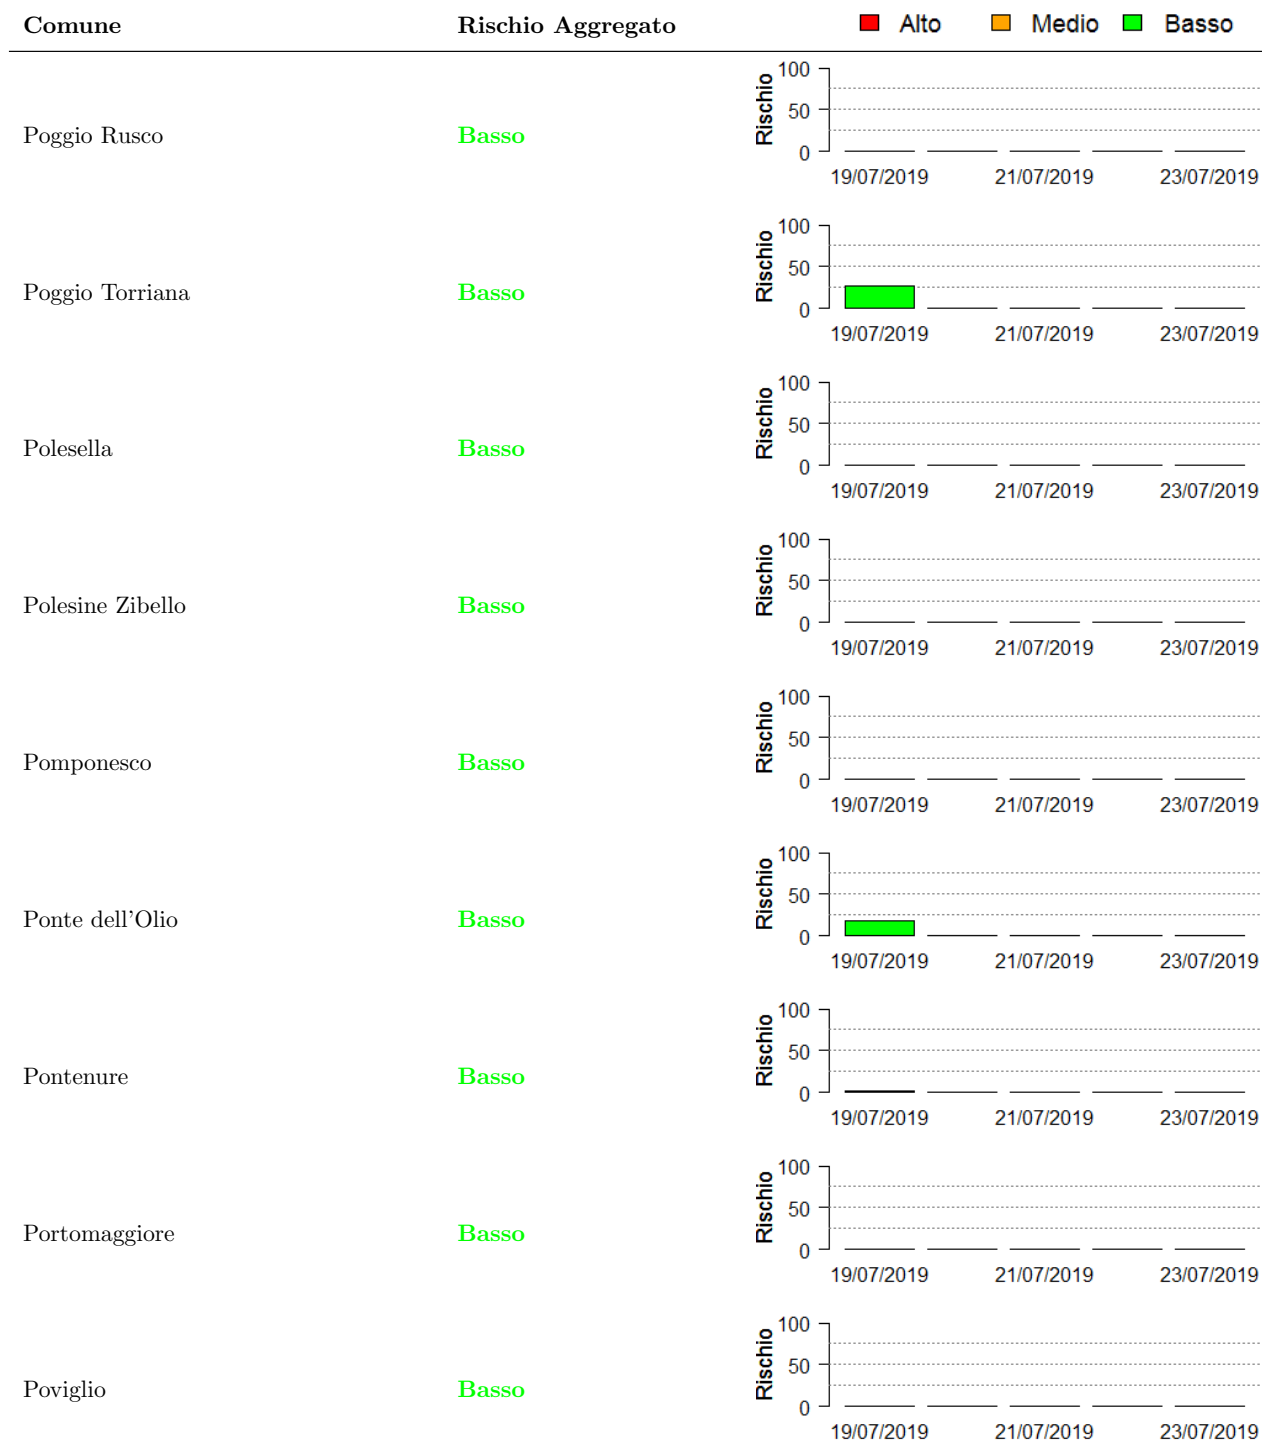 Comune Rischio Aggregato Alto Medio Basso
Poggio Rusco Basso Rischio 100 50 0
19/07/2019 21/07/2019 23/07/2019
Poggio Torriana Basso Rischio 100 50 0
19/07/2019 21/07/2019 23/07/2019
Polesella Basso Rischio 100 50 0
19/07/2019 21/07/2019 23/07/2019
Polesine Zibello Basso Rischio 100 50 0
19/07/2019 21/07/2019 23/07/2019
Pomponesco Basso Rischio 100 50 0
19/07/2019 21/07/2019 23/07/2019
Ponte dell'Olio Basso Rischio 100 50 0
19/07/2019 21/07/2019 23/07/2019
Pontenure Basso Rischio 100 50 0
19/07/2019 21/07/2019 23/07/2019
Portomaggiore Basso Rischio 100 50 0
19/07/2019 21/07/2019 23/07/2019
Poviglio Basso Rischio 100 50 0
19/07/2019 21/07/2019 23/07/2019